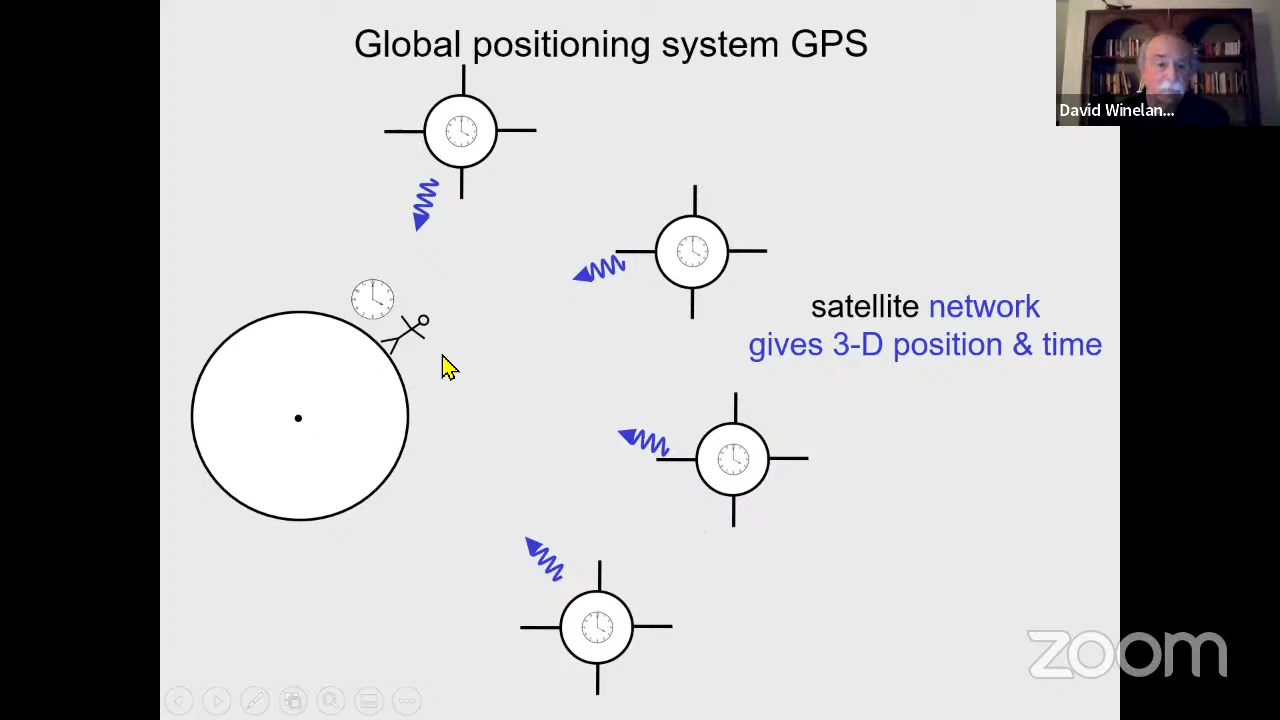 Global positioning system GPS
David Winelan...
satellite network
gives 3-D position & time
zoom